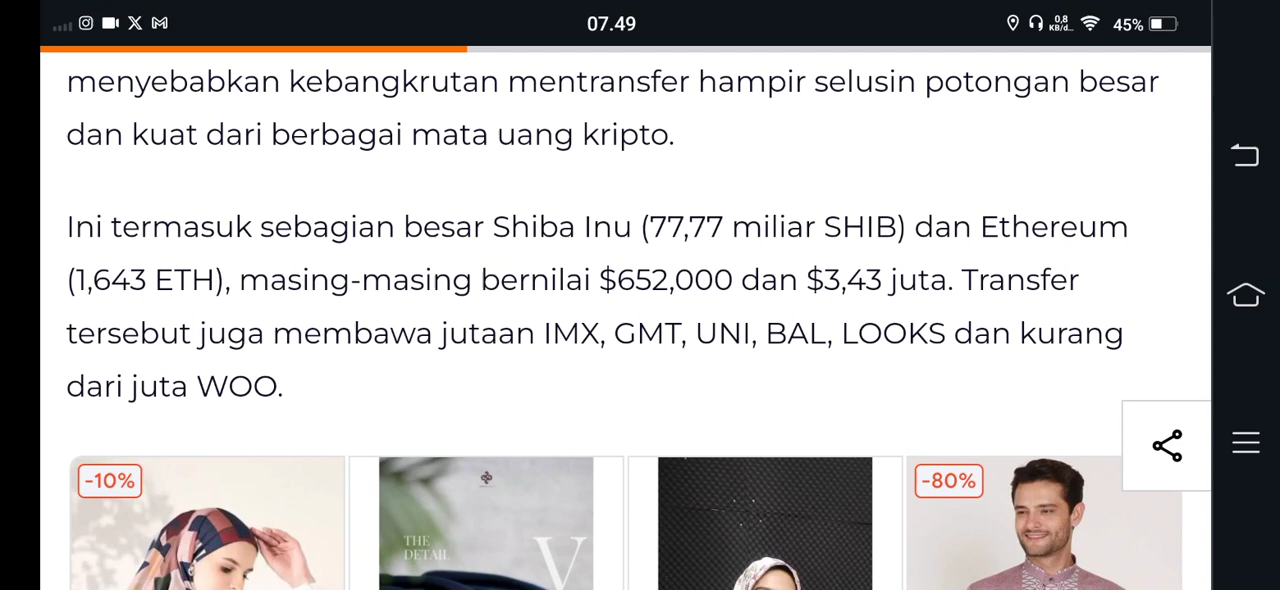 07.49
0,8
KB/d...
45%
menyebabkan kebangkrutan mentransfer hampir selusin potongan besar
dan kuat dari berbagai mata uang kripto.
Ini termasuk sebagian besar Shiba Inu (77,77 miliar SHIB) dan Ethereum
(1,643 ETH), masing-masing bernilai $652,000 dan $3,43 juta. Transfer
tersebut juga membawa jutaan IMX, GMT, UNI, BAL, LOOKS dan kurang
dari juta WOO.
-10%
THE
DETAIL
V
-80%